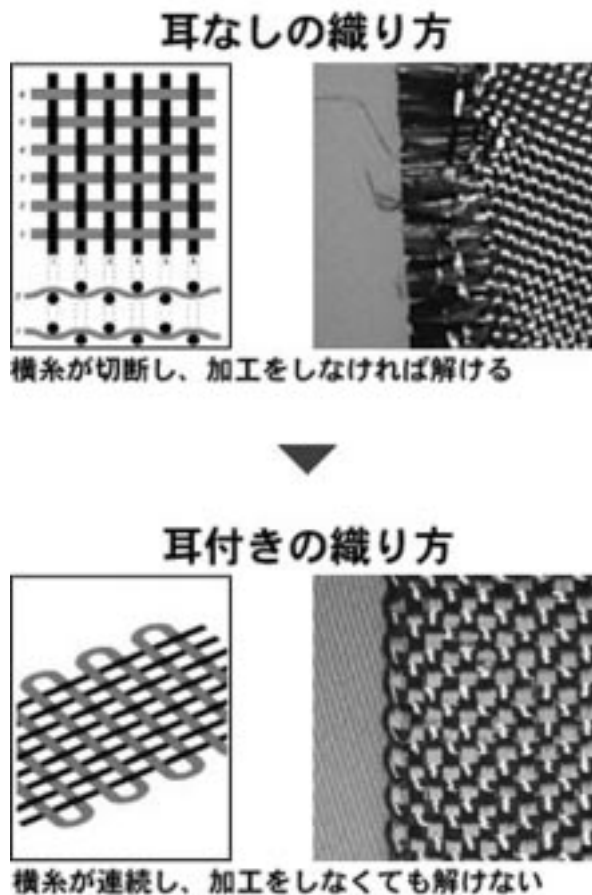 耳なしの織り方
横糸が切断し、加工をしなければ解ける
耳付きの織り方
横糸が連続し、加工をしなくても解けない